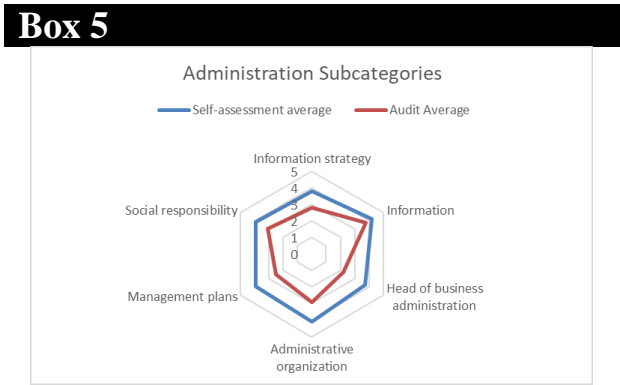 Box 5
Administration Subcategories
Self-assessment average
Audit Average
Information strategy
5
4
3
2
1
0
Social responsibility
Information
Management plans
Head of business
administration
Administrative
organization